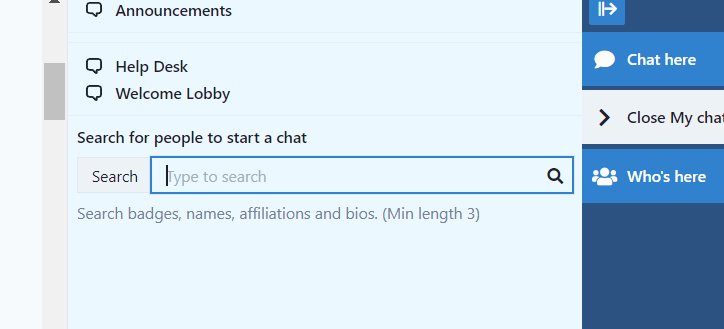 Announcements
Help Desk
Welcome Lobby
Search for people to start a chat
Search Type to search
Search badges, names, affiliations and bios. (Min length 3)
Chat here
Close My chat
Who's here